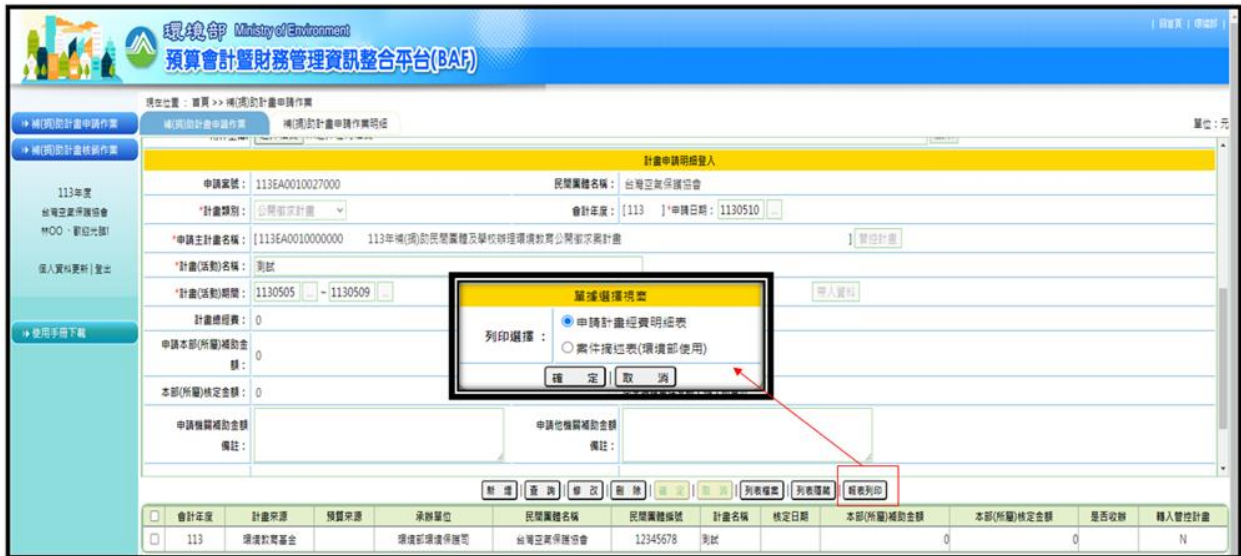 環境部 Ministry of Environment
| 回首頁 | 環境部 |
預算會計暨財務管理資訊整合平台(BAF)
現在位置 : 首頁 >> 補(捐)助計畫申請作業
補(捐)助計畫申請作業
補(捐)助計畫申請作業
補(捐)助計畫申請作業明細
單位:元
補(捐)助計畫核銷作業
計畫申請明細登入
113年度
台灣空氣保護協會
林OO、歡迎光臨!
個人資料更新 | 登出
使用手冊下載
申請案號: 113EA0010027000 民間團體名稱: 台灣空氣保護協會
*計畫類別: 公開徵求計畫 會計年度: [113 ]*申請日期: 1130510 ...
*申請主計畫名稱: [113EA0010000000 113年補(捐)助民間團體及學校辦理環境教育公開徵求案計畫 ] 管控計畫
*計畫(活動)名稱: 測試
*計畫(活動)期間: 1130505 ... ~ 1130509 ... 帶入資料
計畫總經費: 0
申請本部(所屬)補助金額: 0
本部(所屬)核定金額: 0
申請機關補助金額備註: 申請他機關補助金額備註:
單據選擇視窗
列印選擇 :
申請計畫經費明細表
案件摘述表(環境部使用)
確 定 | 取 消
新 增 | 查 詢 | 修 改 | 刪 除 | 確 定 | 取 消 | 列表檔案 | 列表隱藏 | 報表列印
會計年度 計畫來源 預算來源 承辦單位 民間團體名稱 民間團體編號 計畫名稱 核定日期 本部(所屬)補助金額 本部(所屬)核定金額 是否收辦 轉入管控計畫
113 環境教育基金 環境部環境保護司 台灣空氣保護協會 12345678 測試 0 0 N